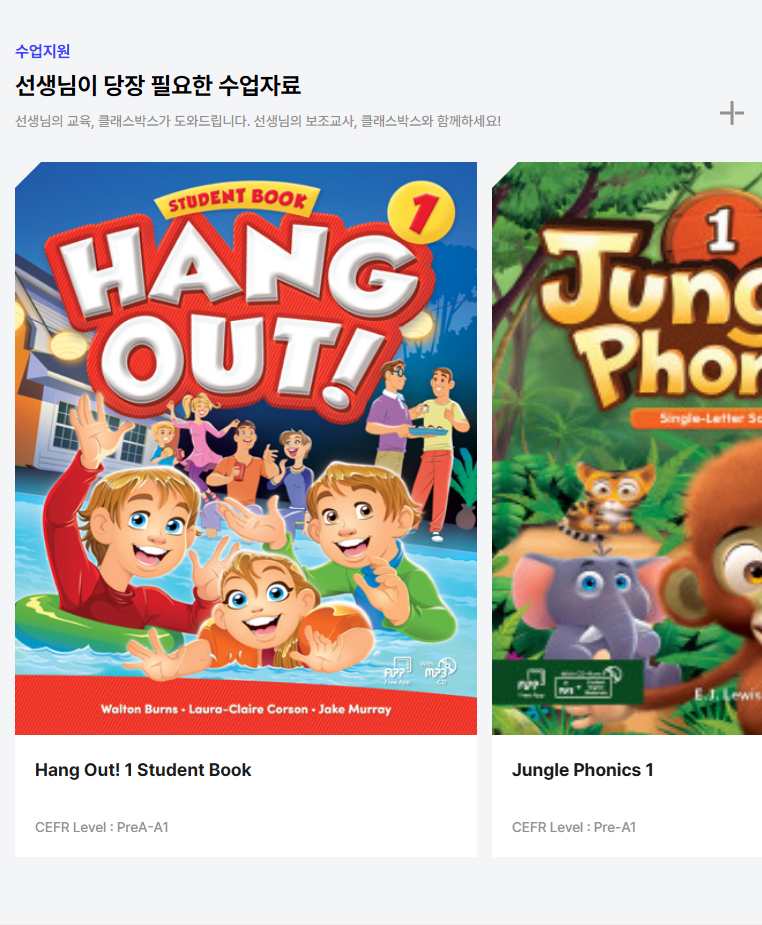 수업지원
선생님이 당장 필요한 수업자료
선생님의 교육, 클래스박스가 도와드립니다. 선생님의 보조교사, 클래스박스와 함께하세요!
STUDENT BOOK
1
HANG
OUT!
APP
Free App
With
MP3
CD
Walton Burns • Laura-Claire Corson • Jake Murray
Hang Out! 1 Student Book
CEFR Level : PreA-A1
1
Jung
Phon
Single-Letter So
APP
Free App
E.J. Lewis
Jungle Phonics 1
CEFR Level : Pre-A1